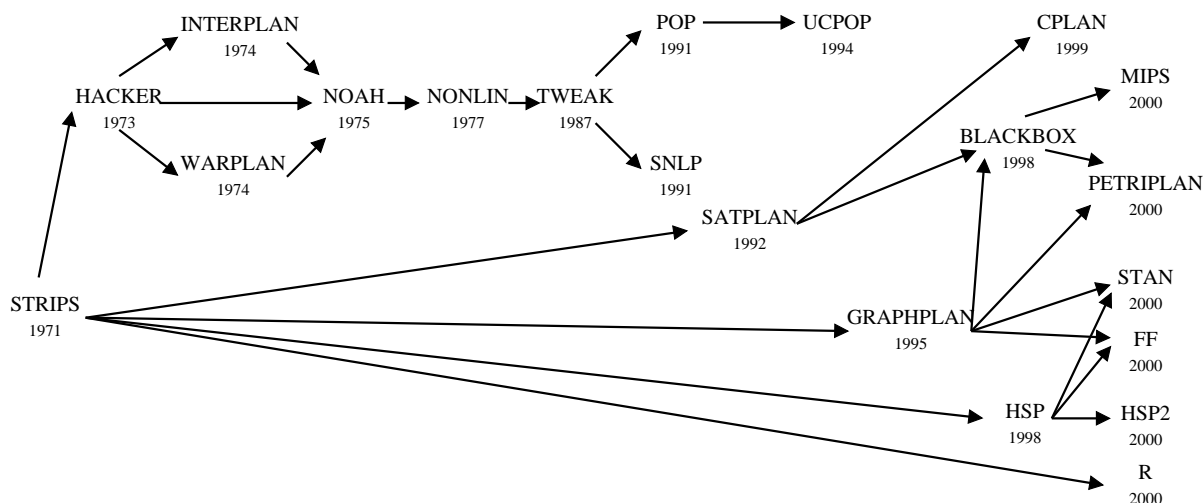 INTERPLAN
1974
POP
1991
UCPOP
1994
CPLAN
1999
HACKER
1973
NOAH
1975
NONLIN
1977
TWEAK
1987
MIPS
2000
WARPLAN
1974
SNLP
1991
BLACKBOX
1998
PETRIPLAN
2000
SATPLAN
1992
STRIPS
1971
GRAPHPLAN
1995
STAN
2000
FF
2000
HSP
1998
HSP2
2000
R
2000